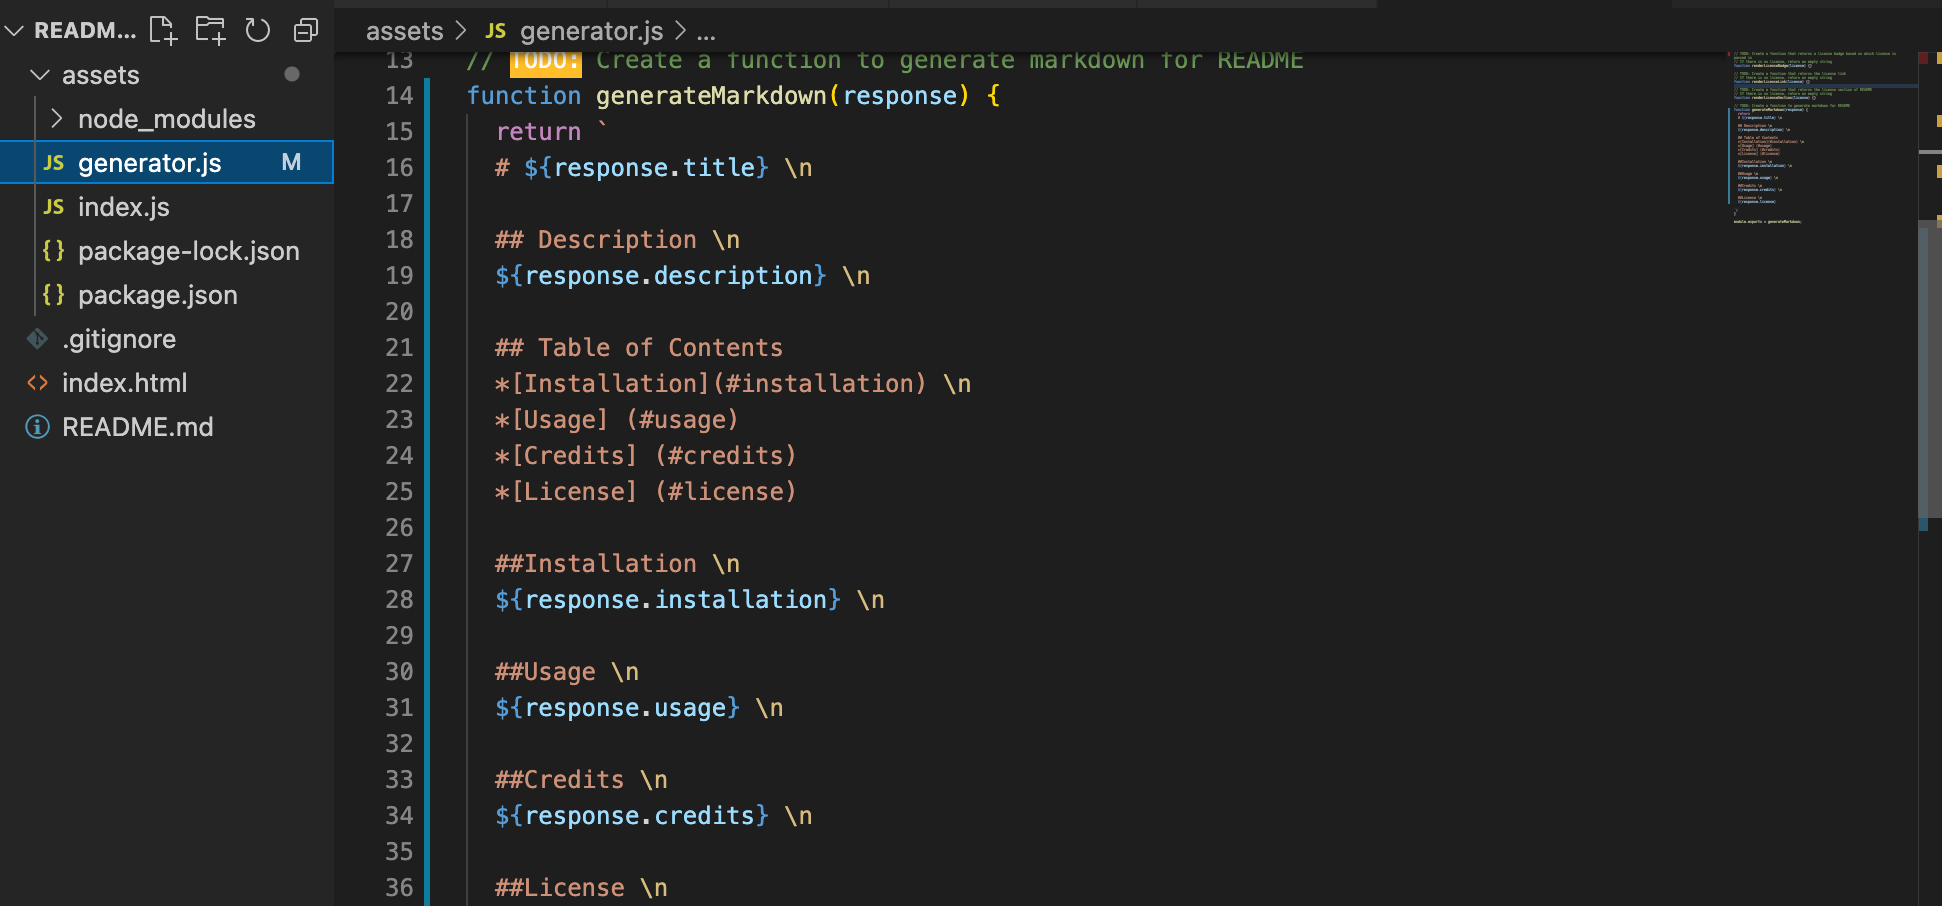 READM...
assets
node_modules
JS generator.js M
JS index.js
{} package-lock.json
{} package.json
.gitignore
<> index.html
README.md
assets > JS generator.js > ...
13 // TODO: Create a function to generate markdown for README
14 function generateMarkdown(response) {
15 return `
16 # ${response.title} \n
17
18 ## Description \n
19 ${response.description} \n
20
21 ## Table of Contents
22 *[Installation](#installation) \n
23 *[Usage] (#usage)
24 *[Credits] (#credits)
25 *[License] (#license)
26
27 ##Installation \n
28 ${response.installation} \n
29
30 ##Usage \n
31 ${response.usage} \n
32
33 ##Credits \n
34 ${response.credits} \n
35
36 ##License \n